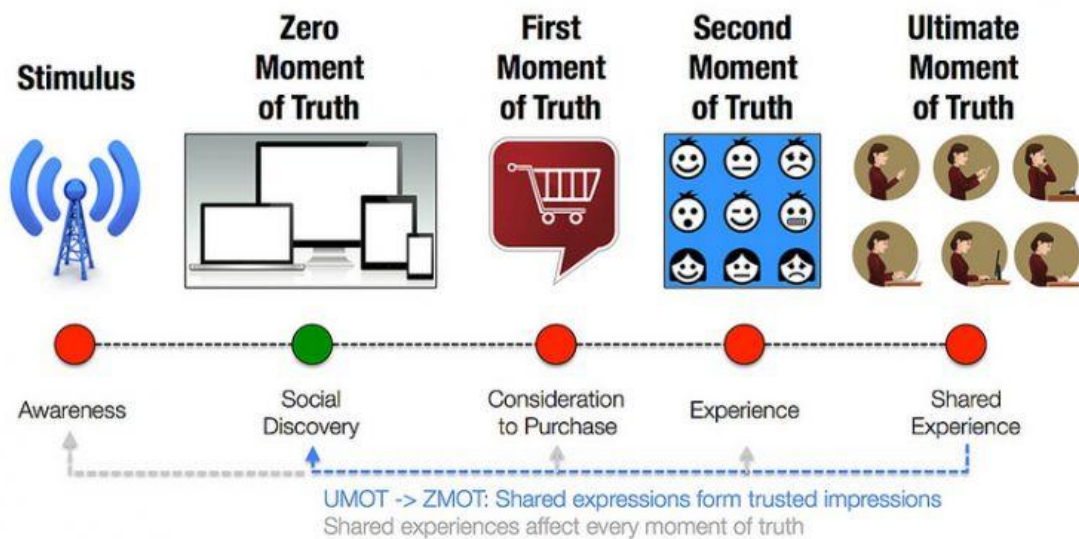 Stimulus
Zero
Moment
of Truth
First
Moment
of Truth
Second
Moment
of Truth
Ultimate
Moment
of Truth
Awareness
Social
Discovery
Consideration
to Purchase
Experience
Shared
Experience
UMOT -> ZMOT: Shared expressions form trusted impressions
Shared experiences affect every moment of truth